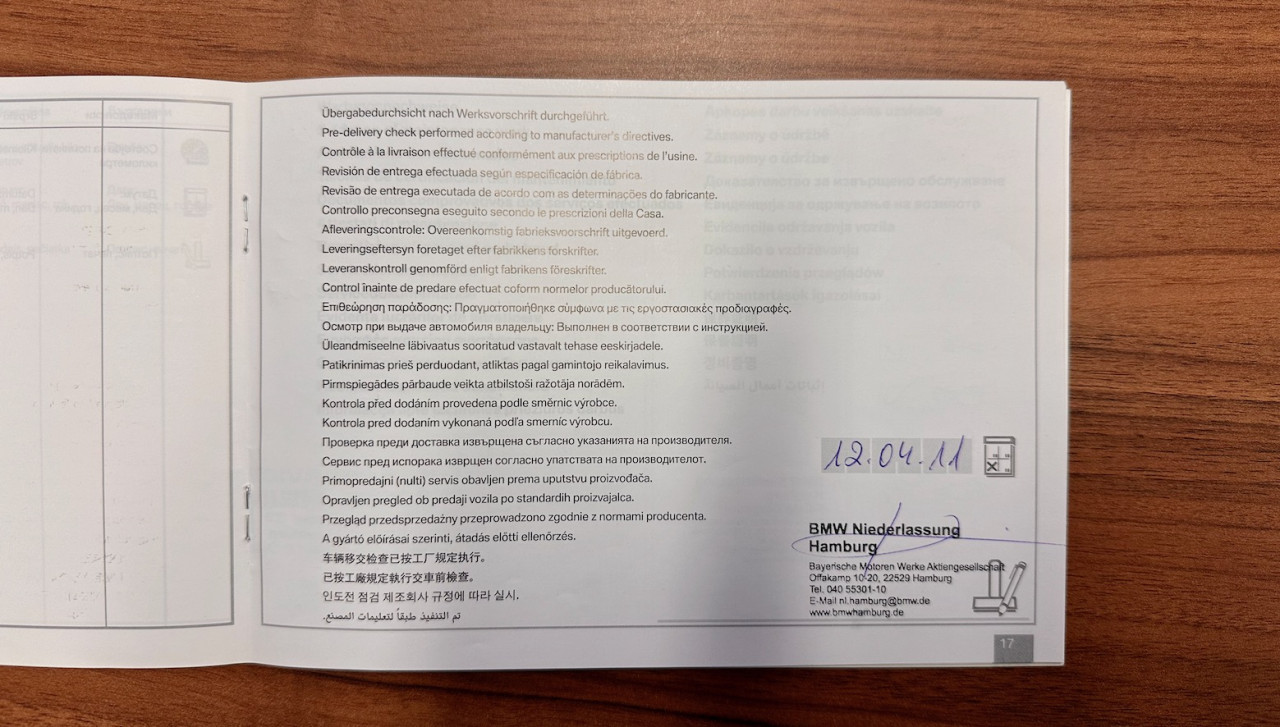 Übergabedurchsicht nach Werksvorschrift durchgeführt.
Pre-delivery check performed according to manufacturer's directives.
Contrôle à la livraison effectué conformément aux prescriptions de l'usine.
Revisión de entrega efectuada según especificación de fábrica.
Revisão de entrega executada de acordo com as determinações do fabricante.
Controllo preconsegna eseguito secondo le prescrizioni della Casa.
Afleveringscontrole: Overeenkomstig fabrieksvoorschrift uitgevoerd.
Leveringseftersyn foretaget efter fabrikkens forskrifter.
Leveranskontroll genomförd enligt fabrikens föreskrifter.
Control înainte de predare efectuat coform normelor producătorului.
Επιθεώρηση παράδοσης: Πραγματοποιήθηκε σύμφωνα με τις εργοστασιακές προδιαγραφές.
Осмотр при выдаче автомобиля владельцу: Выполнен в соответствии с инструкцией.
Üleandmiseelne läbivaatus sooritatud vastavalt tehase eeskirjadele.
Patikrinimas prieš perduodant, atliktas pagal gamintojo reikalavimus.
Pirmspiegādes pārbaude veikta atbilstoši ražotāja norādēm.
Kontrola před dodáním provedena podle směrnic výrobce.
Kontrola pred dodaním vykonaná podľa smerníc výrobcu.
Проверка преди доставка извършена съгласно указанията на производителя.
Сервис пред испорака изврщен согласно упатствата на производителот.
Primopredajni (nulti) servis obavljen prema uputstvu proizvođača.
Opravljen pregled ob predaji vozila po standardih proizvajalca.
Przegląd przedsprzedażny przeprowadzono zgodnie z normami producenta.
A gyártó előírásai szerinti, átadás előtti ellenőrzés.
车辆移交检查已按工厂规定执行。
已按工廠規定執行交車前檢查。
인도전 점검 제조회사 규정에 따라 실시.
تم التنفيذ طبقاً لتعليمات المصنع.
12.04.11
BMW Niederlassung
Hamburg
Bayerische Motoren Werke Aktiengesellschaft
Offakamp 10-20, 22529 Hamburg
Tel. 040 55301-10
E-Mail nl.hamburg@bmw.de
www.bmwhamburg.de
17